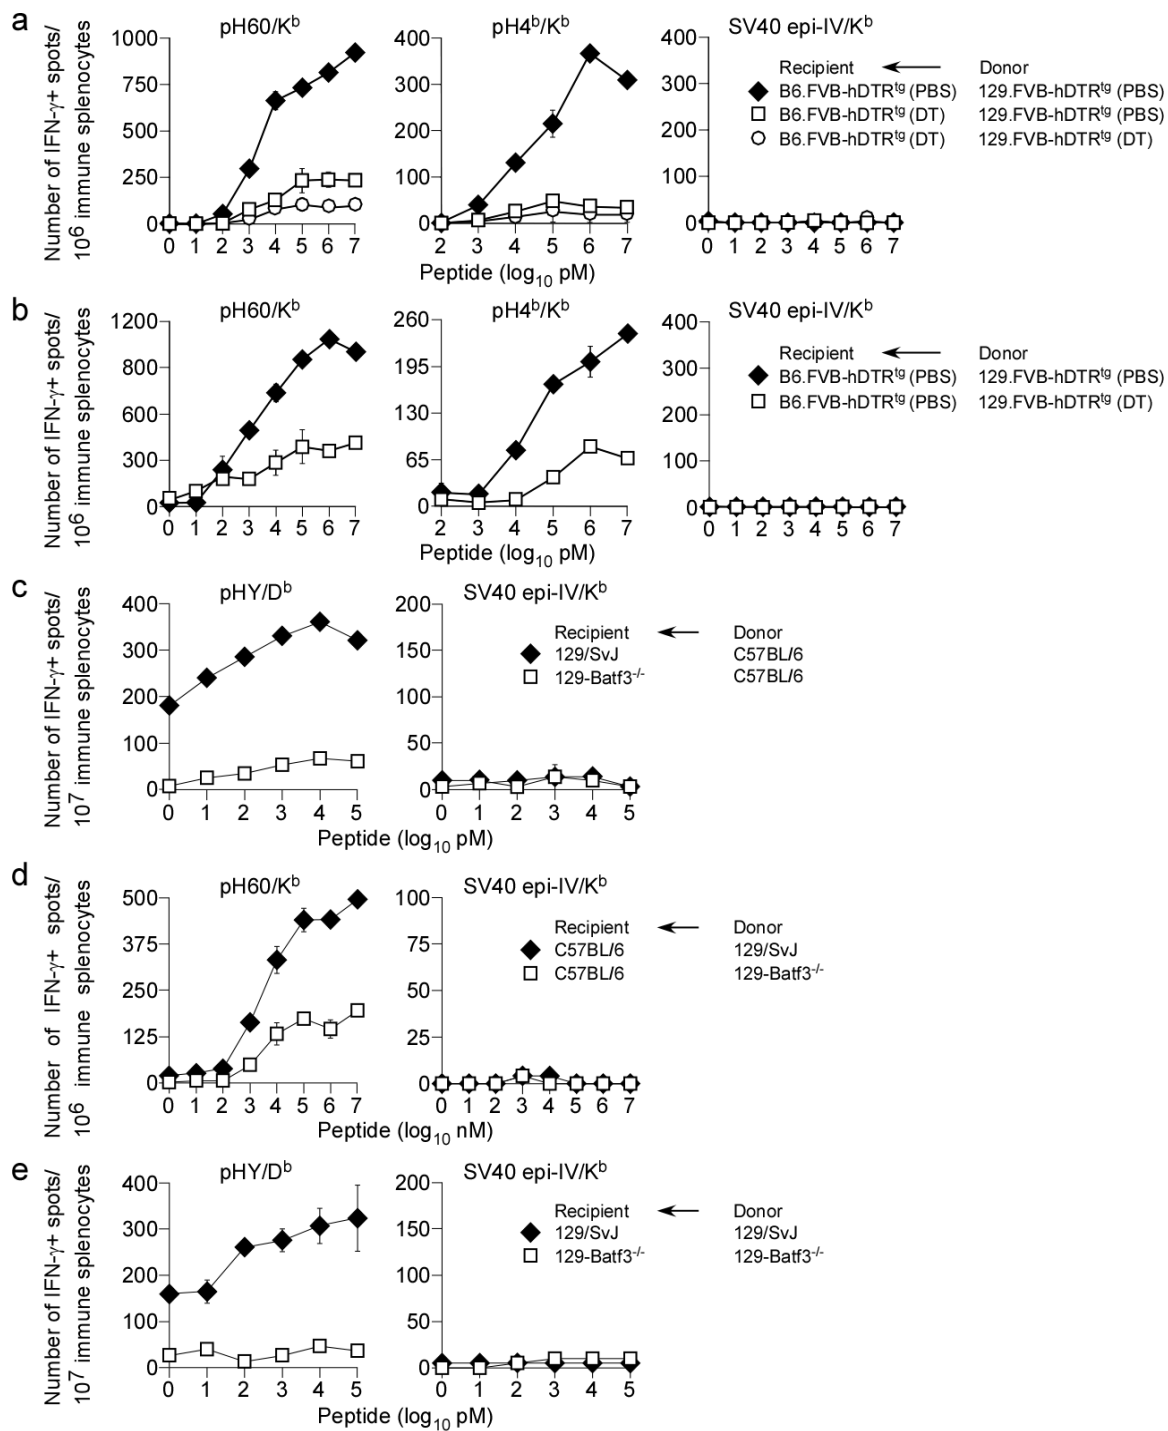 a
pH60/Kᵇ
pH4ᵇ/Kᵇ
SV40 epi-IV/Kᵇ
Number of IFN-γ+ spots/
10⁶ immune splenocytes
1000
750
500
250
0
0 1 2 3 4 5 6 7
400
300
200
100
0
2 3 4 5 6 7
400
300
200
100
0
0 1 2 3 4 5 6 7
Recipient ← Donor
B6.FVB-hDTRᵗᵍ (PBS) 129.FVB-hDTRᵗᵍ (PBS)
B6.FVB-hDTRᵗᵍ (DT) 129.FVB-hDTRᵗᵍ (PBS)
B6.FVB-hDTRᵗᵍ (DT) 129.FVB-hDTRᵗᵍ (DT)
Peptide (log₁₀ pM)
b
pH60/Kᵇ
pH4ᵇ/Kᵇ
SV40 epi-IV/Kᵇ
Number of IFN-γ+ spots/
10⁶ immune splenocytes
1200
800
600
300
0
0 1 2 3 4 5 6 7
260
195
130
65
0
2 3 4 5 6 7
400
300
200
100
0
0 1 2 3 4 5 6 7
Recipient ← Donor
B6.FVB-hDTRᵗᵍ (PBS) 129.FVB-hDTRᵗᵍ (PBS)
B6.FVB-hDTRᵗᵍ (PBS) 129.FVB-hDTRᵗᵍ (DT)
Peptide (log₁₀ pM)
c
pHY/Dᵇ
SV40 epi-IV/Kᵇ
Number of IFN-γ+ spots/
10⁷ immune splenocytes
400
300
200
100
0
0 1 2 3 4 5
200
150
100
50
0
0 1 2 3 4 5
Recipient ← Donor
129/SvJ C57BL/6
129-Batf3⁻/⁻ C57BL/6
Peptide (log₁₀ pM)
d
pH60/Kᵇ
SV40 epi-IV/Kᵇ
Number of IFN-γ+ spots/
10⁶ immune splenocytes
500
375
250
125
0
0 1 2 3 4 5 6 7
100
75
50
25
0
0 1 2 3 4 5 6 7
Recipient ← Donor
C57BL/6 129/SvJ
C57BL/6 129-Batf3⁻/⁻
Peptide (log₁₀ nM)
e
pHY/Dᵇ
SV40 epi-IV/Kᵇ
Number of IFN-γ+ spots/
10⁷ immune splenocytes
400
300
200
100
0
0 1 2 3 4 5
200
150
100
50
0
0 1 2 3 4 5
Recipient ← Donor
129/SvJ 129/SvJ
129-Batf3⁻/⁻ 129-Batf3⁻/⁻
Peptide (log₁₀ pM)